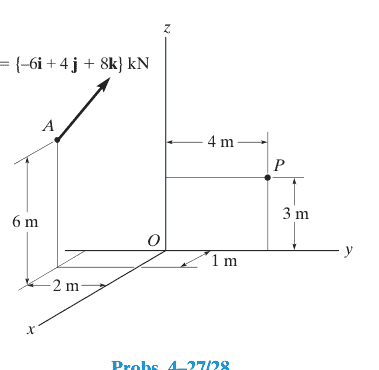 z
= {–6i + 4 j + 8k} kN
A
4 m
P
6 m
3 m
O
y
1 m
2 m
x
Probs. 4–27/28